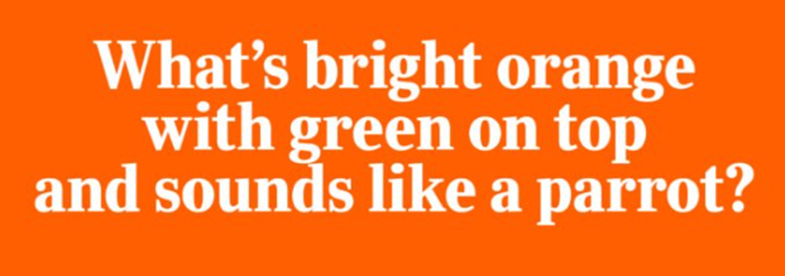 What’s bright orange
with green on top
and sounds like a parrot?